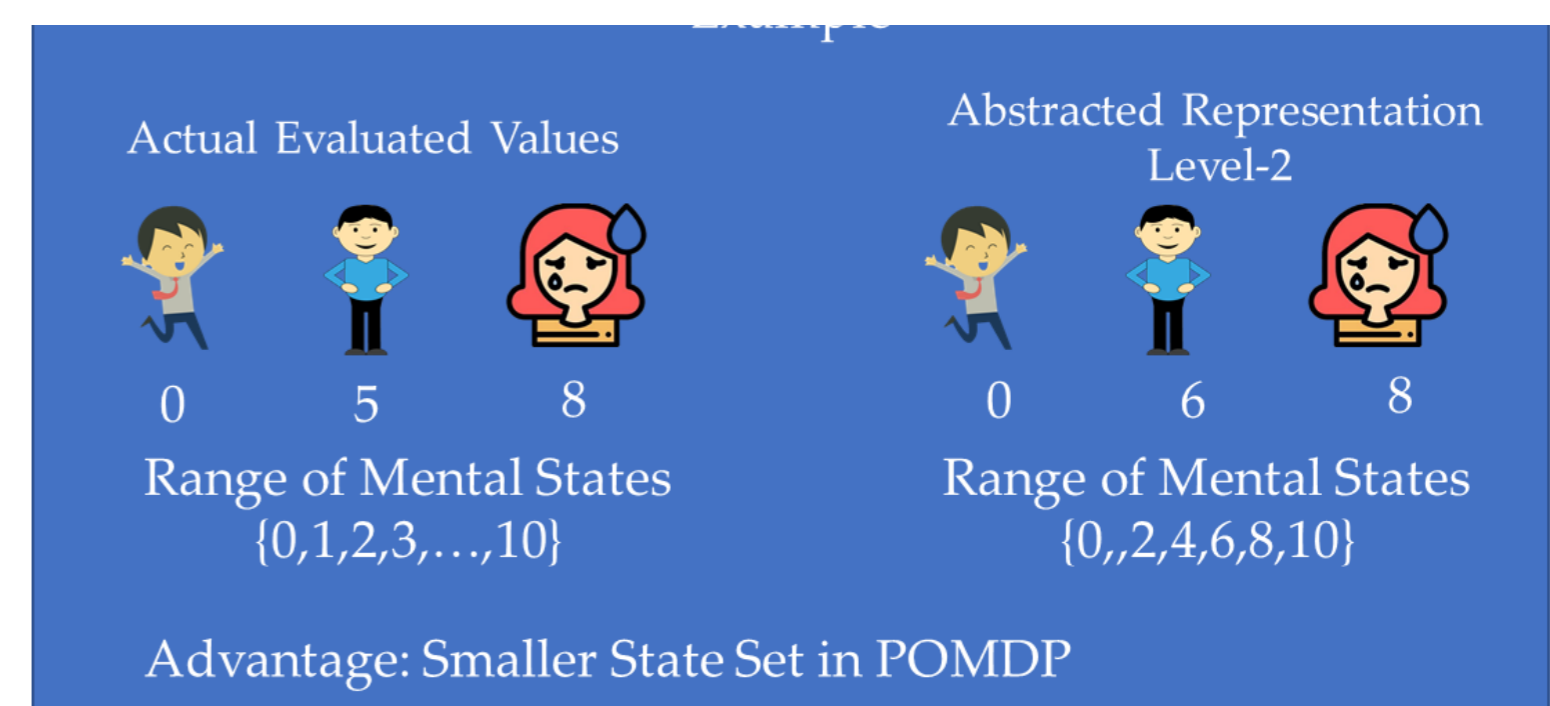 Example
Actual Evaluated Values
0 5 8
Range of Mental States
{0,1,2,3,…,10}
Abstracted Representation
Level-2
0 6 8
Range of Mental States
{0,,2,4,6,8,10}
Advantage: Smaller State Set in POMDP